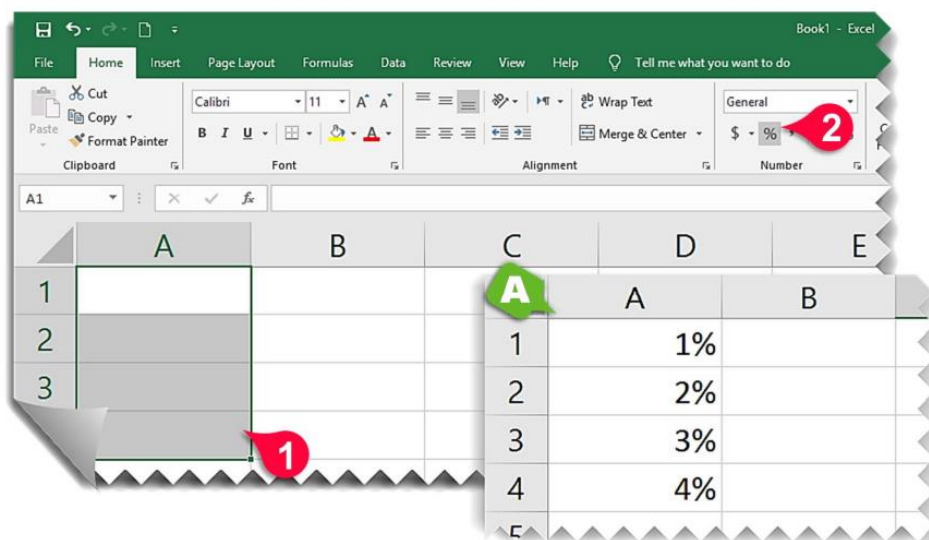 Book1 - Excel
File Home Insert Page Layout Formulas Data Review View Help Tell me what you want to do
Cut
Copy
Paste
Format Painter
Clipboard
Calibri 11 A A
B I U A
Font
ab Wrap Text
Merge & Center
Alignment
General
$ %
Number
2
A1 fx
A B C D E
1
2
3
1
A
A B
1 1%
2 2%
3 3%
4 4%
5